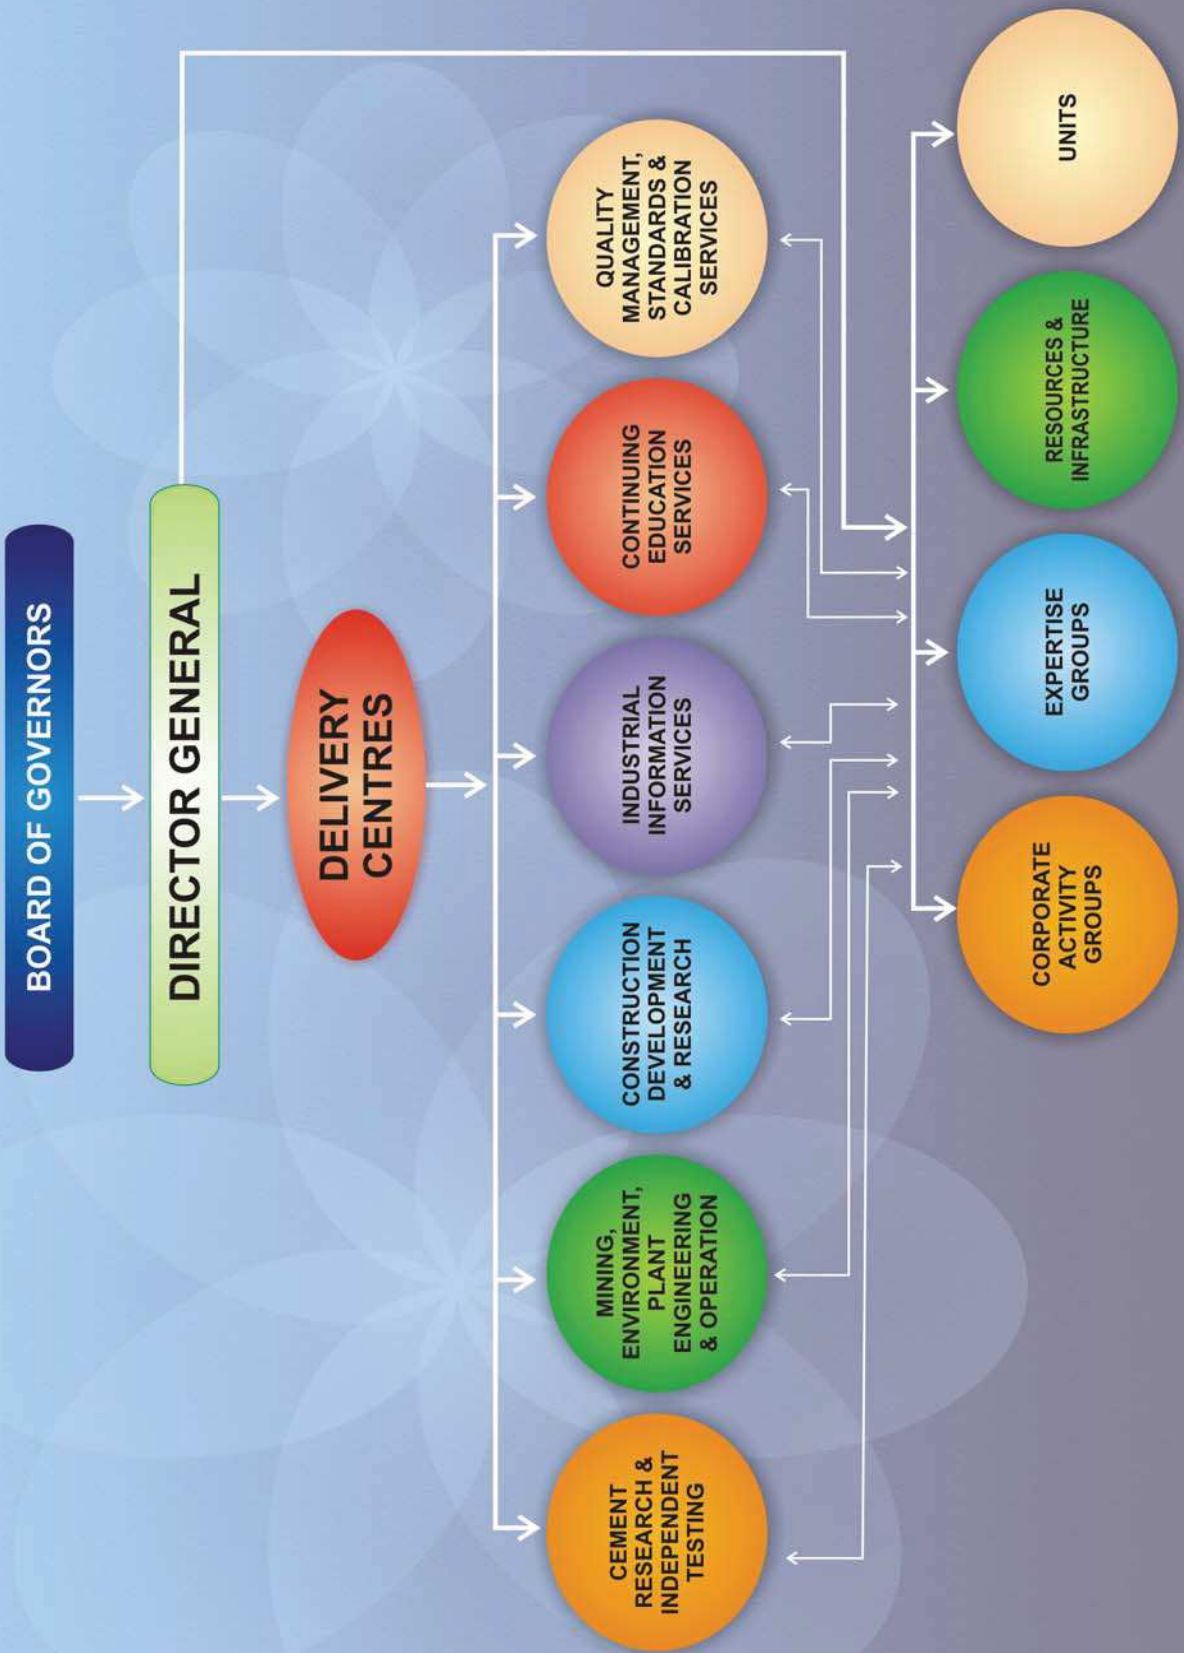 BOARD OF GOVERNORS
DIRECTOR GENERAL
DELIVERY
CENTRES
CEMENT
RESEARCH &
INDEPENDENT
TESTING
MINING,
ENVIRONMENT,
PLANT
ENGINEERING
& OPERATION
CONSTRUCTION
DEVELOPMENT
& RESEARCH
INDUSTRIAL
INFORMATION
SERVICES
CONTINUING
EDUCATION
SERVICES
QUALITY
MANAGEMENT,
STANDARDS &
CALIBRATION
SERVICES
CORPORATE
ACTIVITY
GROUPS
EXPERTISE
GROUPS
RESOURCES &
INFRASTRUCTURE
UNITS